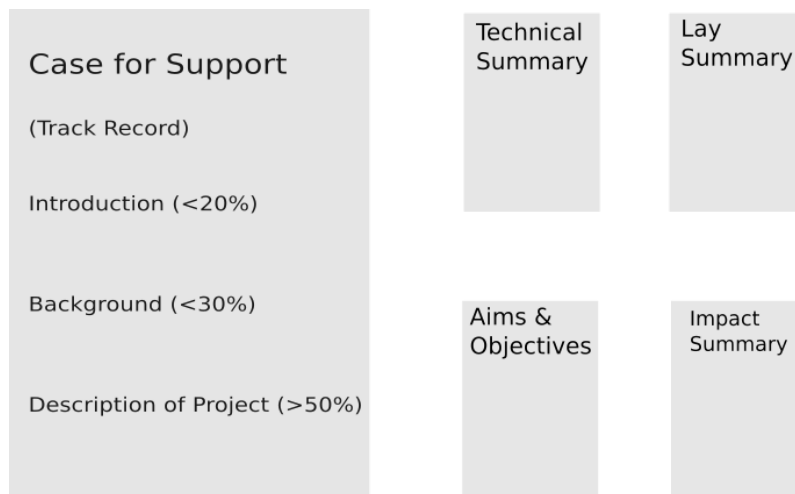 Case for Support
(Track Record)
Introduction (<20%)
Background (<30%)
Description of Project (>50%)
Technical
Summary
Lay
Summary
Aims &
Objectives
Impact
Summary